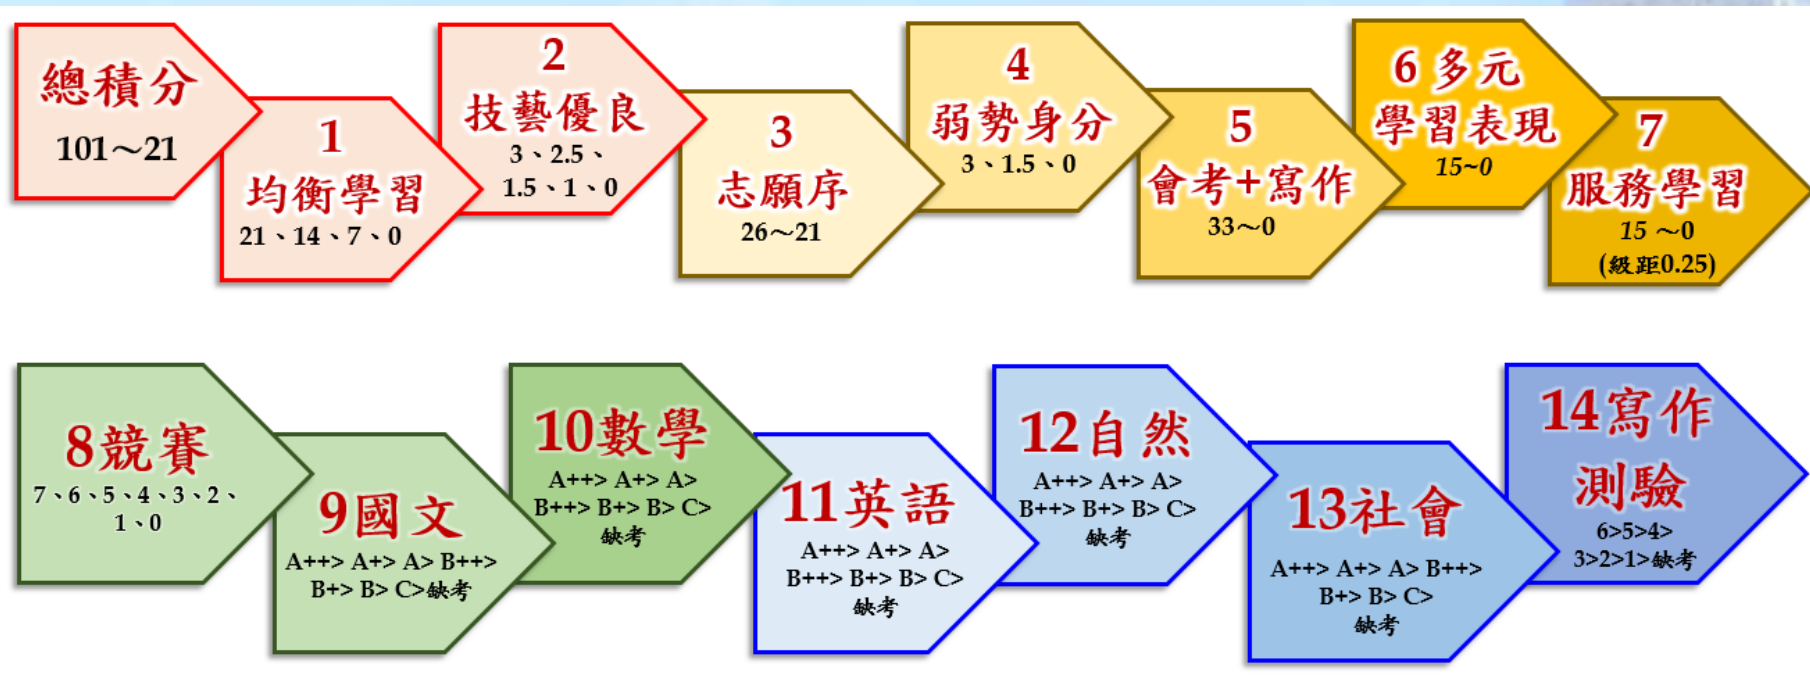 總積分
101～21
1
均衡學習
21、14、7、0
2
技藝優良
3、2.5、
1.5、1、0
3
志願序
26～21
4
弱勢身分
3、1.5、0
5
會考+寫作
33～0
6 多元
學習表現
15~0
7
服務學習
15 ～0
(級距0.25)
8競賽
7、6、5、4、3、2、
1、0
9國文
A++> A+> A> B++>
B+> B> C>缺考
10數學
A++> A+> A>
B++> B+> B> C>
缺考
11英語
A++> A+> A>
B++> B+> B> C>
缺考
12自然
A++> A+> A>
B++> B+> B> C>
缺考
13社會
A++> A+> A> B++>
B+> B> C>
缺考
14寫作
測驗
6>5>4>
3>2>1>缺考